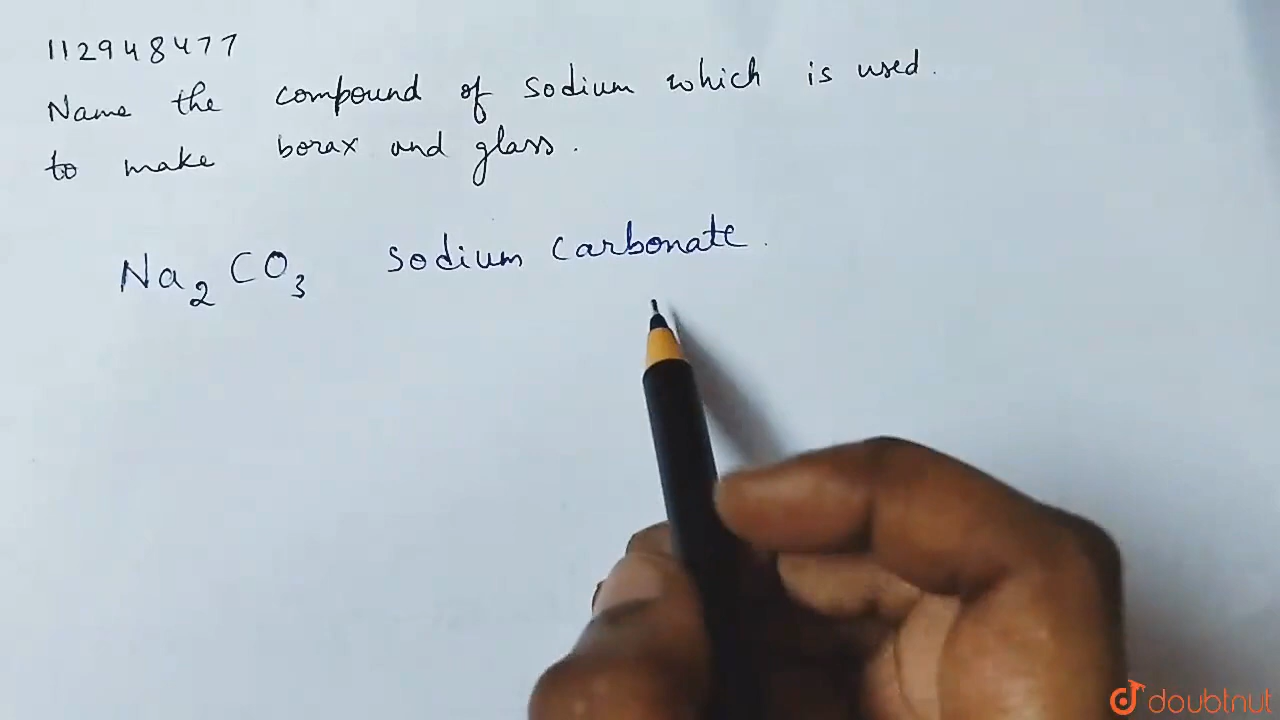 112948477
Name the compound of sodium which is used.
to make borax and glass.
Na2CO3 sodium carbonate.
doubtnut